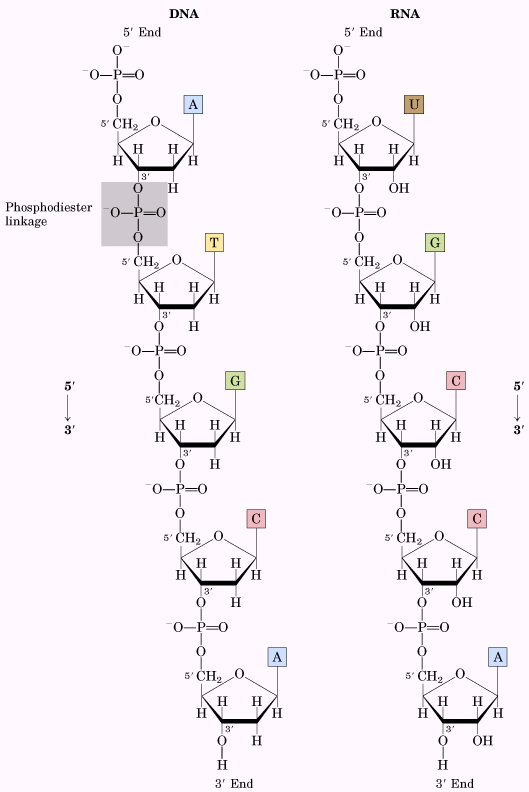 DNA
5′ End
O⁻
⁻O—P=O
O
A
5′ CH₂ O
H H H H
3′
O H
Phosphodiester
linkage
⁻O—P=O
O
T
5′ CH₂ O
H H H H
3′
O H
⁻O—P=O
O
G
5′
↓
3′
5′ CH₂ O
H H H H
3′
O H
⁻O—P=O
O
C
5′ CH₂ O
H H H H
3′
O H
⁻O—P=O
O
A
5′ CH₂ O
H H H H
3′
O H
H
3′ End
RNA
5′ End
O⁻
⁻O—P=O
O
U
5′ CH₂ O
H H H H
3′
O OH
⁻O—P=O
O
G
5′ CH₂ O
H H H H
3′
O OH
⁻O—P=O
O
C
5′
↓
3′
5′ CH₂ O
H H H H
3′
O OH
⁻O—P=O
O
C
5′ CH₂ O
H H H H
3′
O OH
⁻O—P=O
O
A
5′ CH₂ O
H H H H
3′
O OH
H
3′ End